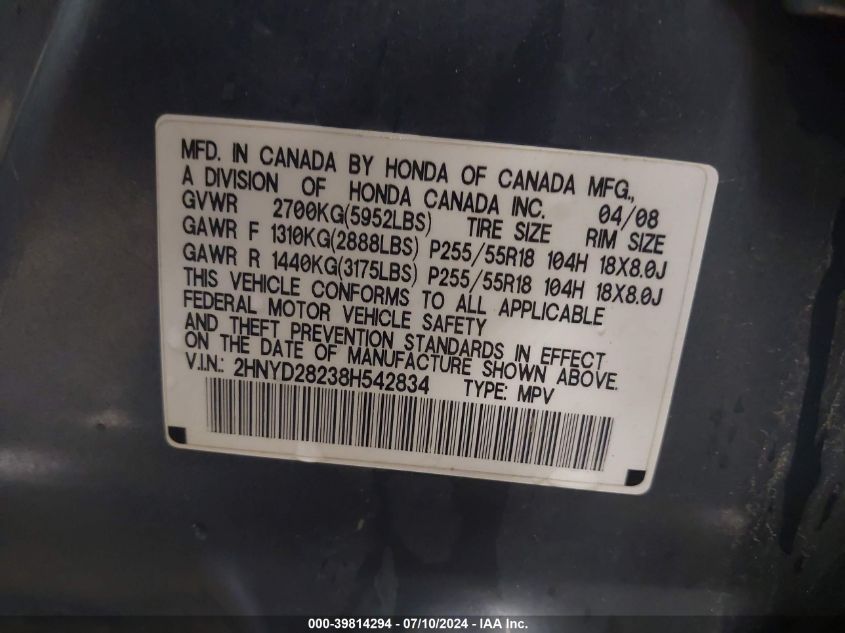 MFD. IN CANADA BY HONDA OF CANADA MFG.,
A DIVISION OF HONDA CANADA INC. 04/08
GVWR 2700KG(5952LBS) TIRE SIZE RIM SIZE
GAWR F 1310KG(2888LBS) P255/55R18 104H 18X8.0J
GAWR R 1440KG(3175LBS) P255/55R18 104H 18X8.0J
THIS VEHICLE CONFORMS TO ALL APPLICABLE
FEDERAL MOTOR VEHICLE SAFETY
AND THEFT PREVENTION STANDARDS IN EFFECT
ON THE DATE OF MANUFACTURE SHOWN ABOVE.
V.I.N.: 2HNYD28238H542834 TYPE: MPV
000-39814294 / 07/10/2024 - IAA Inc.